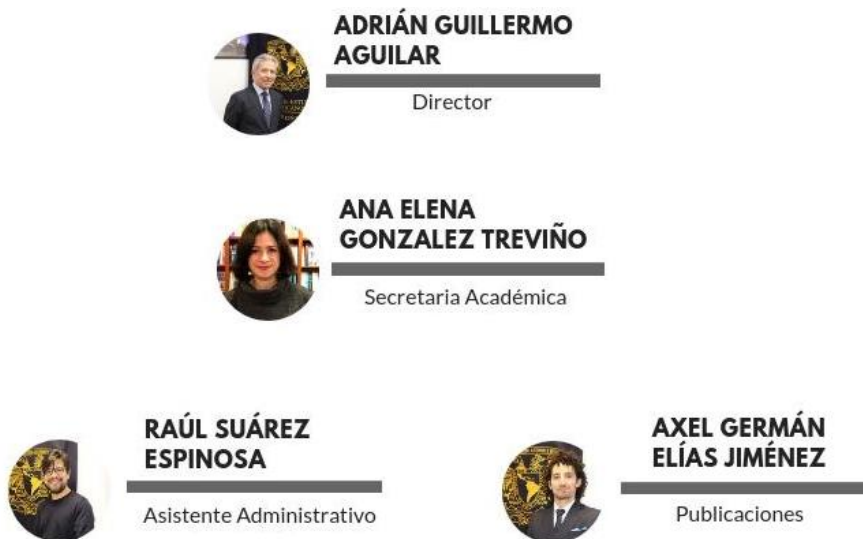 ADRIÁN GUILLERMO
AGUILAR
Director
ANA ELENA
GONZALEZ TREVIÑO
Secretaria Académica
RAÚL SUÁREZ
ESPINOSA
Asistente Administrativo
AXEL GERMÁN
ELÍAS JIMÉNEZ
Publicaciones